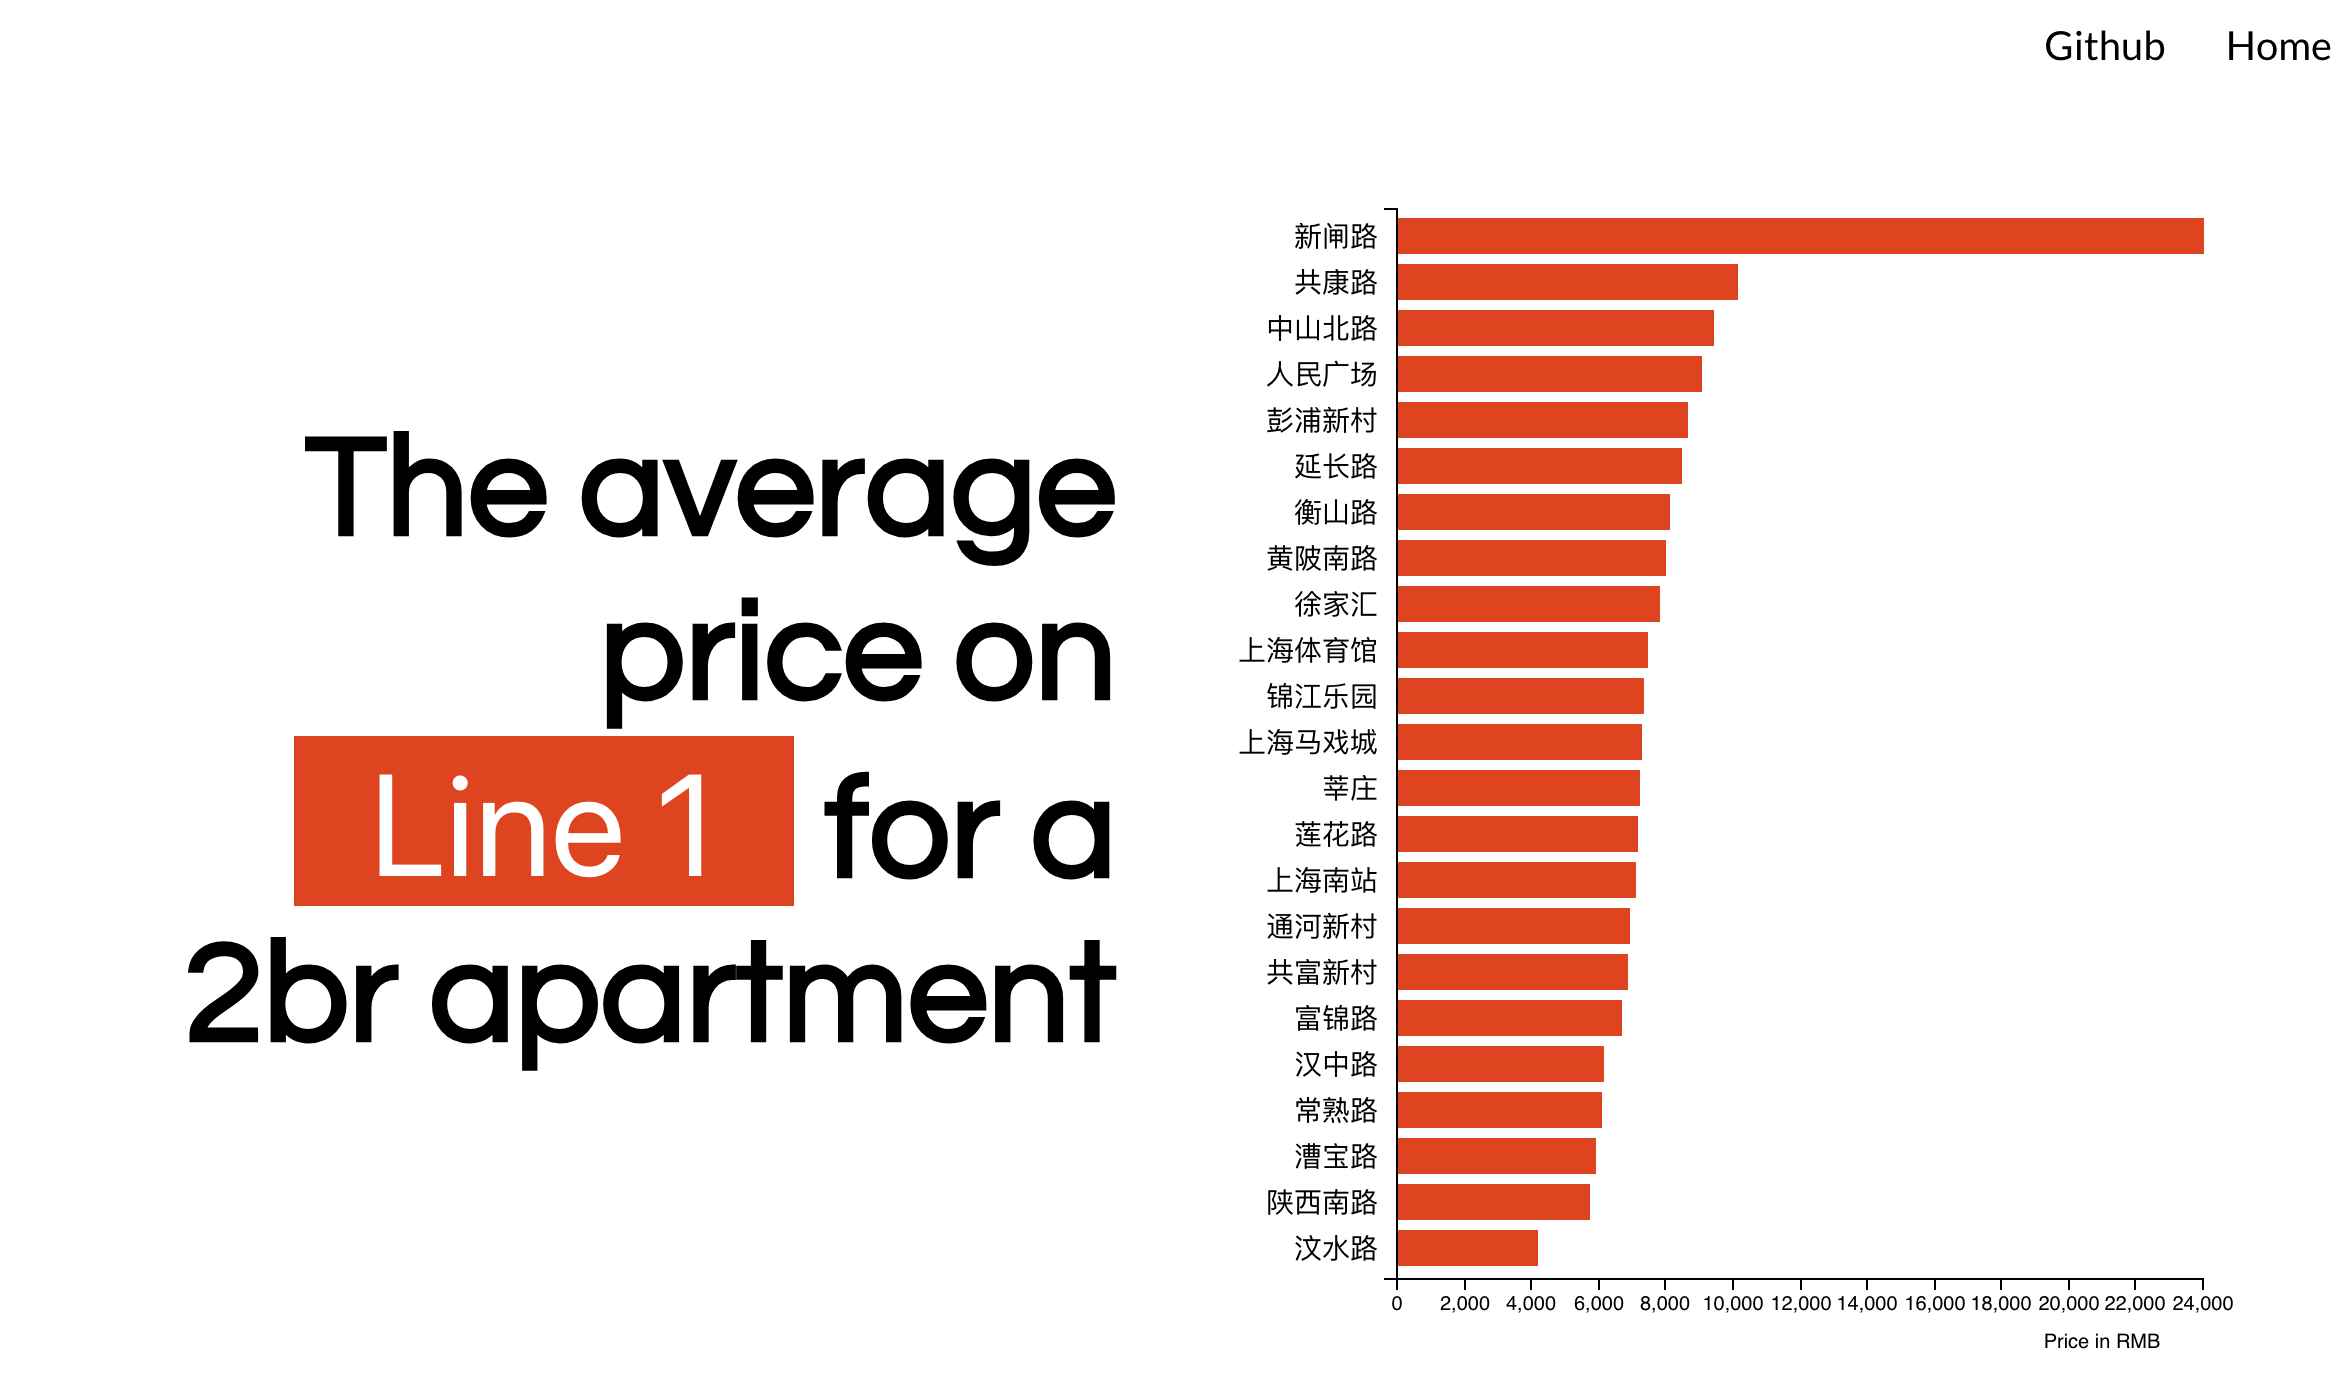 Github Home
The average
price on
Line 1 for a
2br apartment
新闸路
共康路
中山北路
人民广场
彭浦新村
延长路
衡山路
黄陂南路
徐家汇
上海体育馆
锦江乐园
上海马戏城
莘庄
莲花路
上海南站
通河新村
共富新村
富锦路
汉中路
常熟路
漕宝路
陕西南路
汶水路
0 2,000 4,000 6,000 8,000 10,000 12,000 14,000 16,000 18,000 20,000 22,000 24,000
Price in RMB